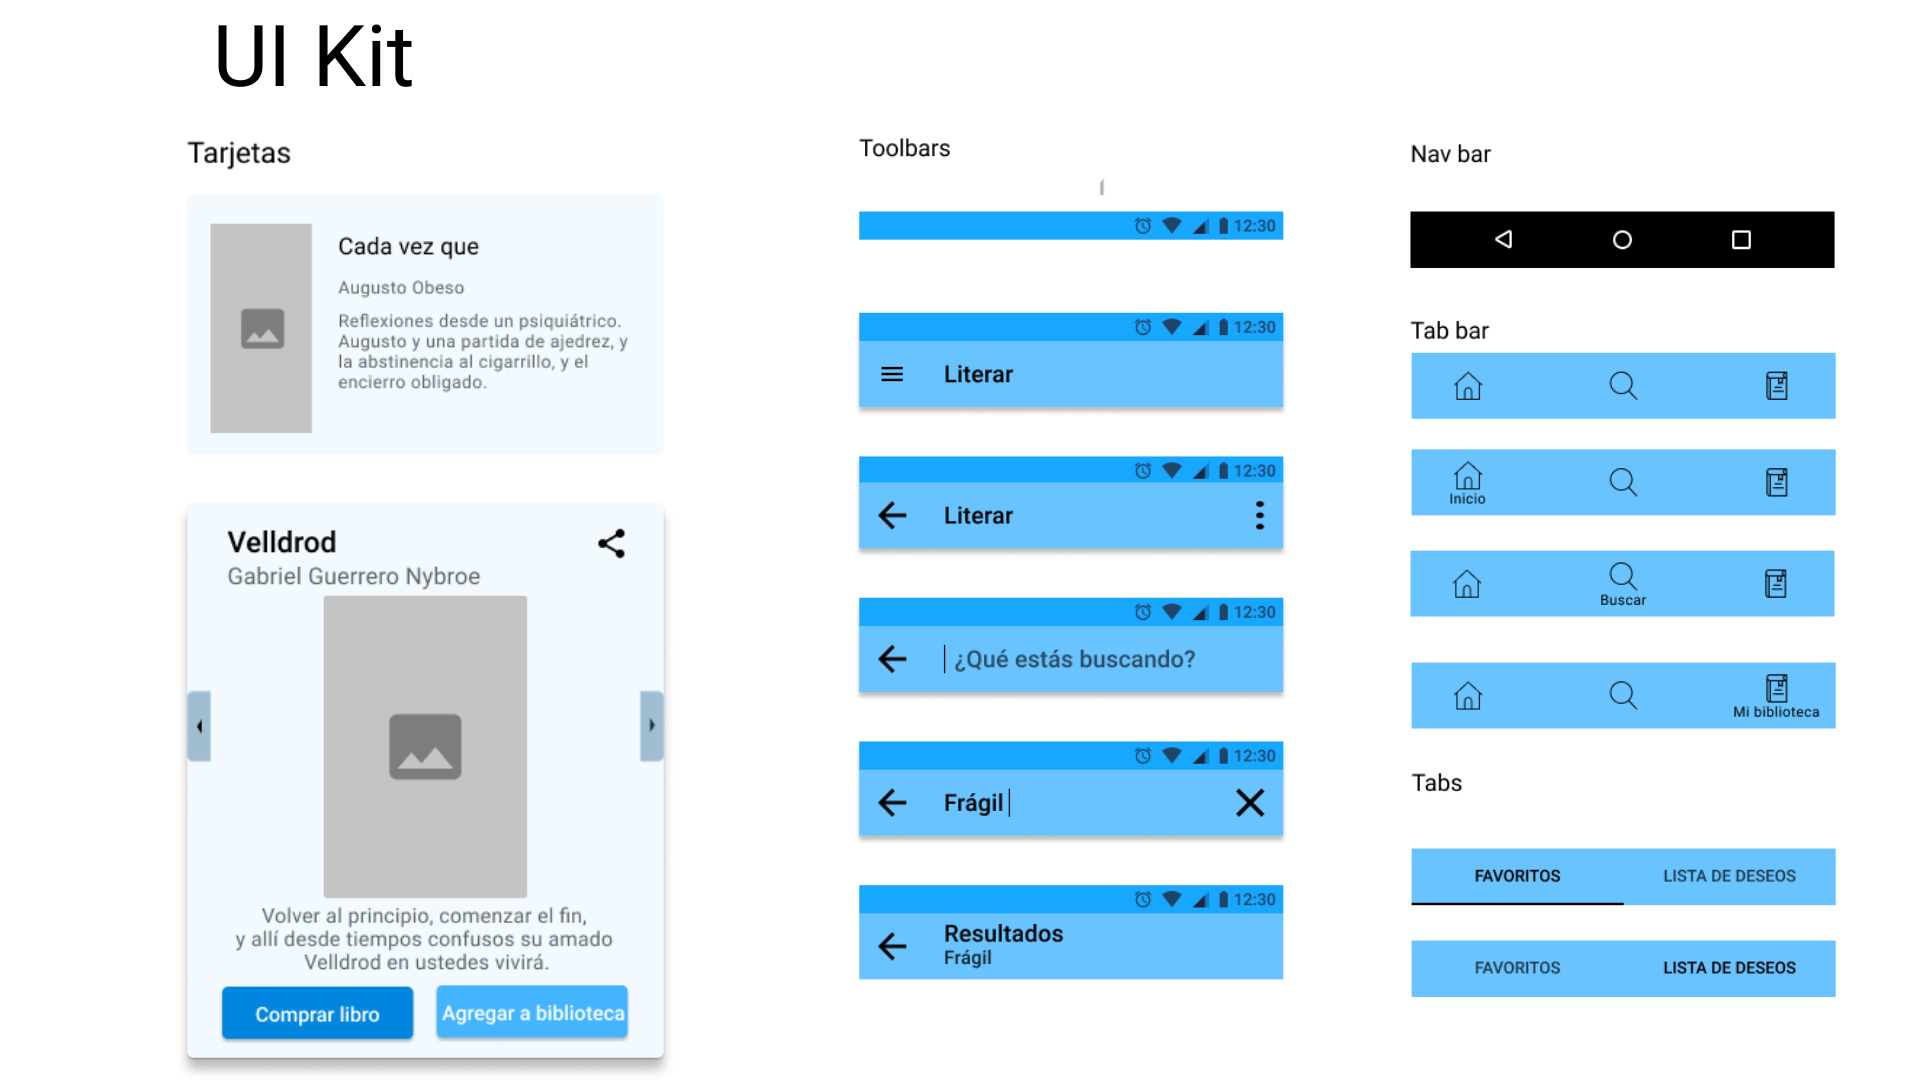 UI Kit
Tarjetas
Cada vez que
Augusto Obeso
Reflexiones desde un psiquiátrico.
Augusto y una partida de ajedrez, y
la abstinencia al cigarrillo, y el
encierro obligado.
Velldrod
Gabriel Guerrero Nybroe
Volver al principio, comenzar el fin,
y allí desde tiempos confusos su amado
Velldrod en ustedes vivirá.
Comprar libro
Agregar a biblioteca
Toolbars
12:30
12:30
Literar
12:30
Literar
12:30
¿Qué estás buscando?
12:30
Frágil
12:30
Resultados
Frágil
Nav bar
Tab bar
Inicio
Buscar
Mi biblioteca
Tabs
FAVORITOS LISTA DE DESEOS
FAVORITOS LISTA DE DESEOS